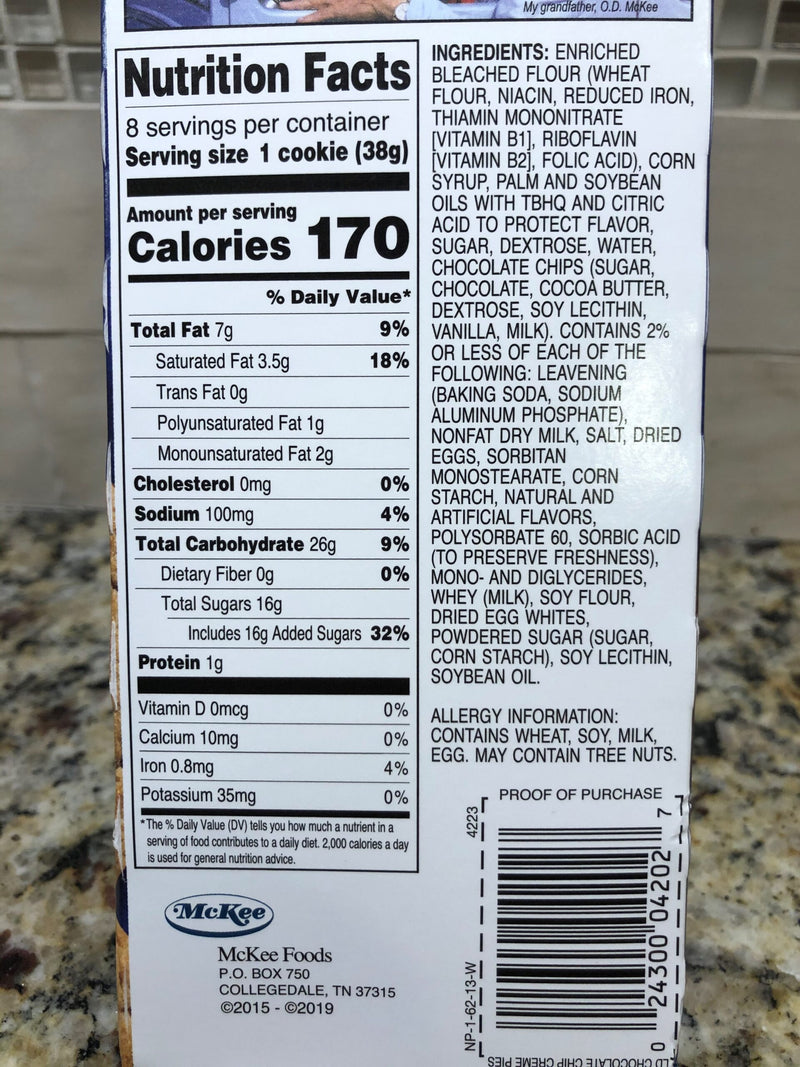 My grandfather, O.D. McKee
Nutrition Facts
8 servings per container
Serving size 1 cookie (38g)
Amount per serving
Calories 170
% Daily Value*
Total Fat 7g 9%
Saturated Fat 3.5g 18%
Trans Fat 0g
Polyunsaturated Fat 1g
Monounsaturated Fat 2g
Cholesterol 0mg 0%
Sodium 100mg 4%
Total Carbohydrate 26g 9%
Dietary Fiber 0g 0%
Total Sugars 16g
Includes 16g Added Sugars 32%
Protein 1g
Vitamin D 0mcg 0%
Calcium 10mg 0%
Iron 0.8mg 4%
Potassium 35mg 0%
*The % Daily Value (DV) tells you how much a nutrient in a
serving of food contributes to a daily diet. 2,000 calories a day
is used for general nutrition advice.
McKee
McKee Foods
P.O. BOX 750
COLLEGEDALE, TN 37315
©2015 - ©2019
INGREDIENTS: ENRICHED
BLEACHED FLOUR (WHEAT
FLOUR, NIACIN, REDUCED IRON,
THIAMIN MONONITRATE
[VITAMIN B1], RIBOFLAVIN
[VITAMIN B2], FOLIC ACID), CORN
SYRUP, PALM AND SOYBEAN
OILS WITH TBHQ AND CITRIC
ACID TO PROTECT FLAVOR,
SUGAR, DEXTROSE, WATER,
CHOCOLATE CHIPS (SUGAR,
CHOCOLATE, COCOA BUTTER,
DEXTROSE, SOY LECITHIN,
VANILLA, MILK). CONTAINS 2%
OR LESS OF EACH OF THE
FOLLOWING: LEAVENING
(BAKING SODA, SODIUM
ALUMINUM PHOSPHATE),
NONFAT DRY MILK, SALT, DRIED
EGGS, SORBITAN
MONOSTEARATE, CORN
STARCH, NATURAL AND
ARTIFICIAL FLAVORS,
POLYSORBATE 60, SORBIC ACID
(TO PRESERVE FRESHNESS),
MONO- AND DIGLYCERIDES,
WHEY (MILK), SOY FLOUR,
DRIED EGG WHITES,
POWDERED SUGAR (SUGAR,
CORN STARCH), SOY LECITHIN,
SOYBEAN OIL.
ALLERGY INFORMATION:
CONTAINS WHEAT, SOY, MILK,
EGG. MAY CONTAIN TREE NUTS.
PROOF OF PURCHASE
4223
NP-1-62-13-W
0 24300 04202 7
LD CHOCOLATE CHIP CREME PIES